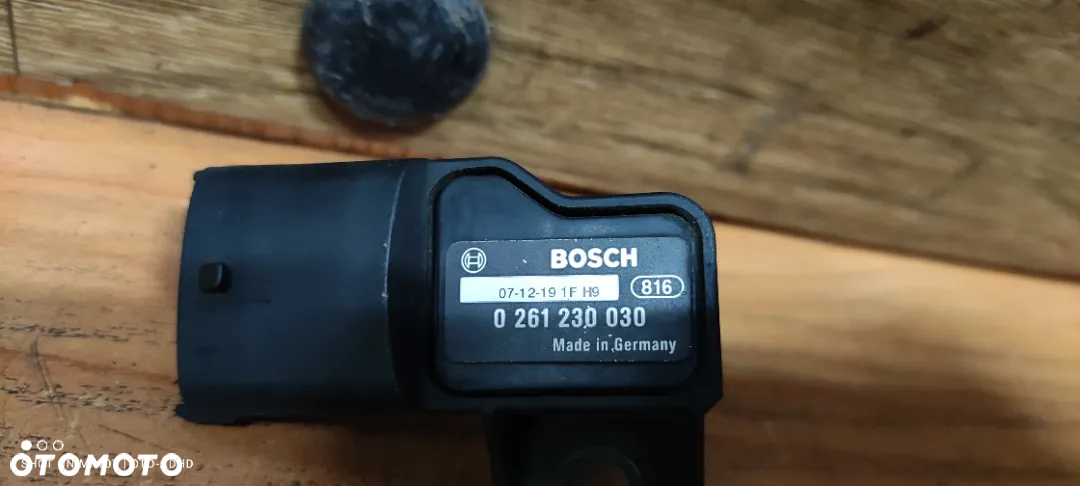 BOSCH
07-12-19 1F H9
816
0 261 230 030
Made in Germany
OTOMOTO